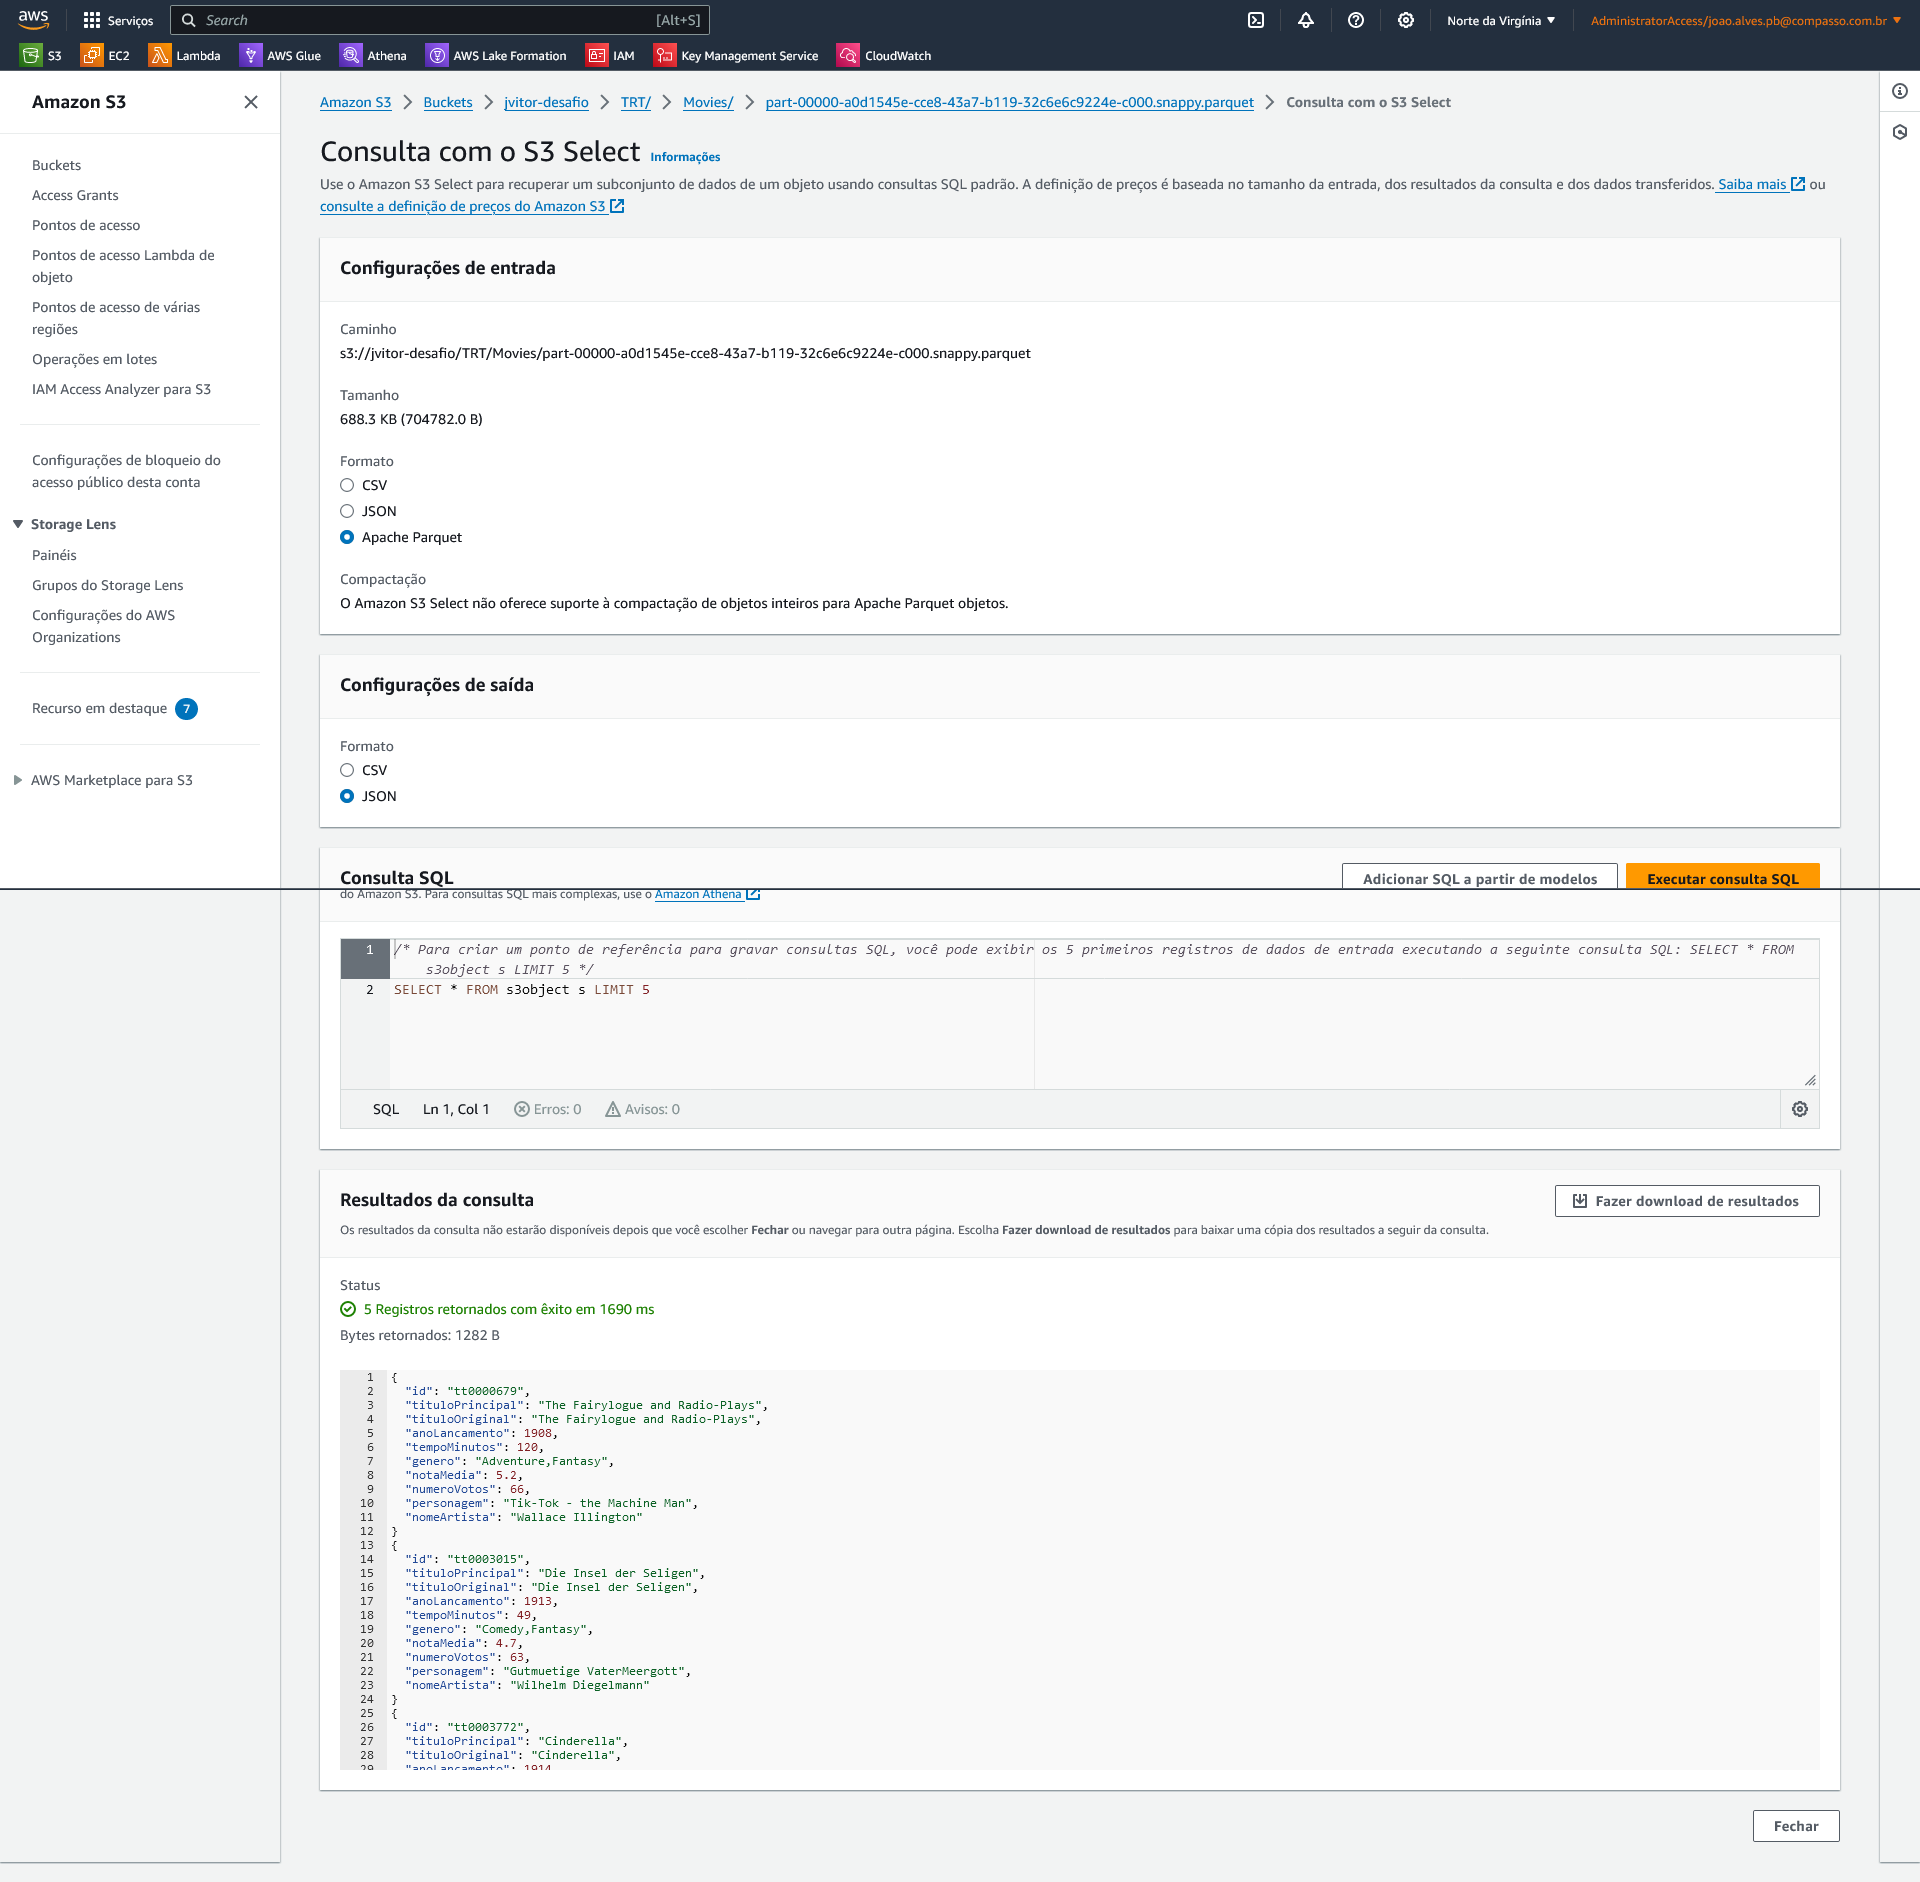 aws
Serviços
Search
[Alt+S]
Norte da Virgínia
AdministratorAccess/joao.alves.pb@compasso.com.br
S3
EC2
Lambda
AWS Glue
Athena
AWS Lake Formation
IAM
Key Management Service
CloudWatch
Amazon S3
Buckets
Access Grants
Pontos de acesso
Pontos de acesso Lambda de
objeto
Pontos de acesso de várias
regiões
Operações em lotes
IAM Access Analyzer para S3
Configurações de bloqueio do
acesso público desta conta
Storage Lens
Painéis
Grupos do Storage Lens
Configurações do AWS
Organizations
Recurso em destaque 7
AWS Marketplace para S3
Amazon S3 > Buckets > jvitor-desafio > TRT/ > Movies/ > part-00000-a0d1545e-cce8-43a7-b119-32c6e6c9224e-c000.snappy.parquet > Consulta com o S3 Select
Consulta com o S3 Select Informações
Use o Amazon S3 Select para recuperar um subconjunto de dados de um objeto usando consultas SQL padrão. A definição de preços é baseada no tamanho da entrada, dos resultados da consulta e dos dados transferidos. Saiba mais ou
consulte a definição de preços do Amazon S3
Configurações de entrada
Caminho
s3://jvitor-desafio/TRT/Movies/part-00000-a0d1545e-cce8-43a7-b119-32c6e6c9224e-c000.snappy.parquet
Tamanho
688.3 KB (704782.0 B)
Formato
CSV
JSON
Apache Parquet
Compactação
O Amazon S3 Select não oferece suporte à compactação de objetos inteiros para Apache Parquet objetos.
Configurações de saída
Formato
CSV
JSON
Consulta SQL
Adicionar SQL a partir de modelos
Executar consulta SQL
do Amazon S3. Para consultas SQL mais complexas, use o Amazon Athena
1 /* Para criar um ponto de referência para gravar consultas SQL, você pode exibir os 5 primeiros registros de dados de entrada executando a seguinte consulta SQL: SELECT * FROM
s3object s LIMIT 5 */
2 SELECT * FROM s3object s LIMIT 5
SQL Ln 1, Col 1 Erros: 0 Avisos: 0
Resultados da consulta
Fazer download de resultados
Os resultados da consulta não estarão disponíveis depois que você escolher Fechar ou navegar para outra página. Escolha Fazer download de resultados para baixar uma cópia dos resultados a seguir da consulta.
Status
5 Registros retornados com êxito em 1690 ms
Bytes retornados: 1282 B
1 {
2 "id": "tt0000679",
3 "tituloPrincipal": "The Fairylogue and Radio-Plays",
4 "tituloOriginal": "The Fairylogue and Radio-Plays",
5 "anoLancamento": 1908,
6 "tempoMinutos": 120,
7 "genero": "Adventure,Fantasy",
8 "notaMedia": 5.2,
9 "numeroVotos": 66,
10 "personagem": "Tik-Tok - the Machine Man",
11 "nomeArtista": "Wallace Illington"
12 }
13 {
14 "id": "tt0003015",
15 "tituloPrincipal": "Die Insel der Seligen",
16 "tituloOriginal": "Die Insel der Seligen",
17 "anoLancamento": 1913,
18 "tempoMinutos": 49,
19 "genero": "Comedy,Fantasy",
20 "notaMedia": 4.7,
21 "numeroVotos": 63,
22 "personagem": "Gutmuetige VaterMeergott",
23 "nomeArtista": "Wilhelm Diegelmann"
24 }
25 {
26 "id": "tt0003772",
27 "tituloPrincipal": "Cinderella",
28 "tituloOriginal": "Cinderella",
29 "anoLancamento": 1914
Fechar